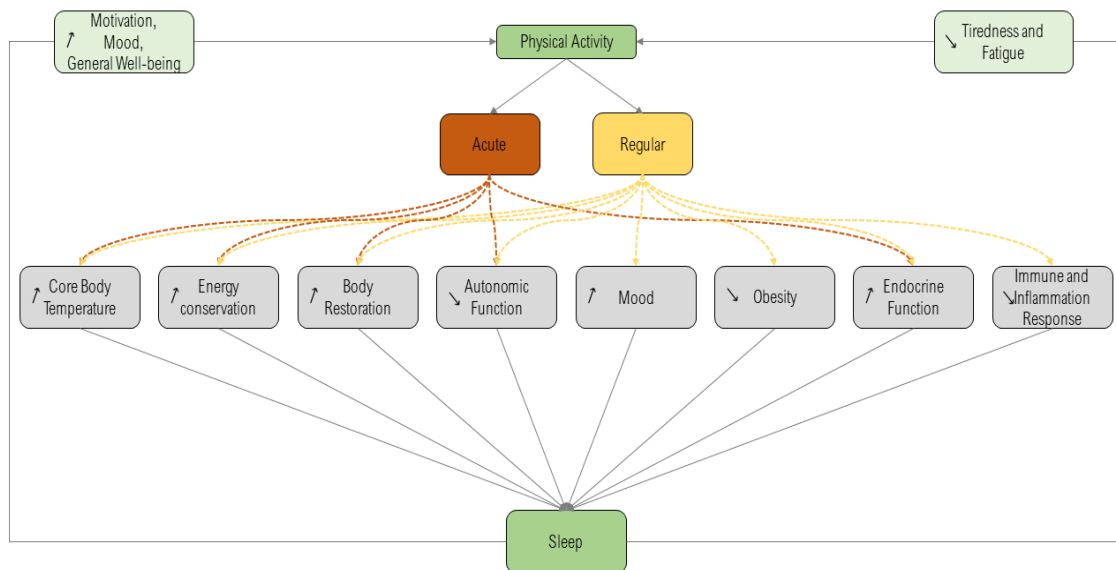 Motivation,
Mood,
General Well-being
↗
Physical Activity
Tiredness and
Fatigue
↘
Acute
Regular
↗
Core Body
Temperature
↗
Energy
conservation
↗
Body
Restoration
↘
Autonomic
Function
↗
Mood
↘
Obesity
↗
Endocrine
Function
↘
Immune and
Inflammation
Response
Sleep